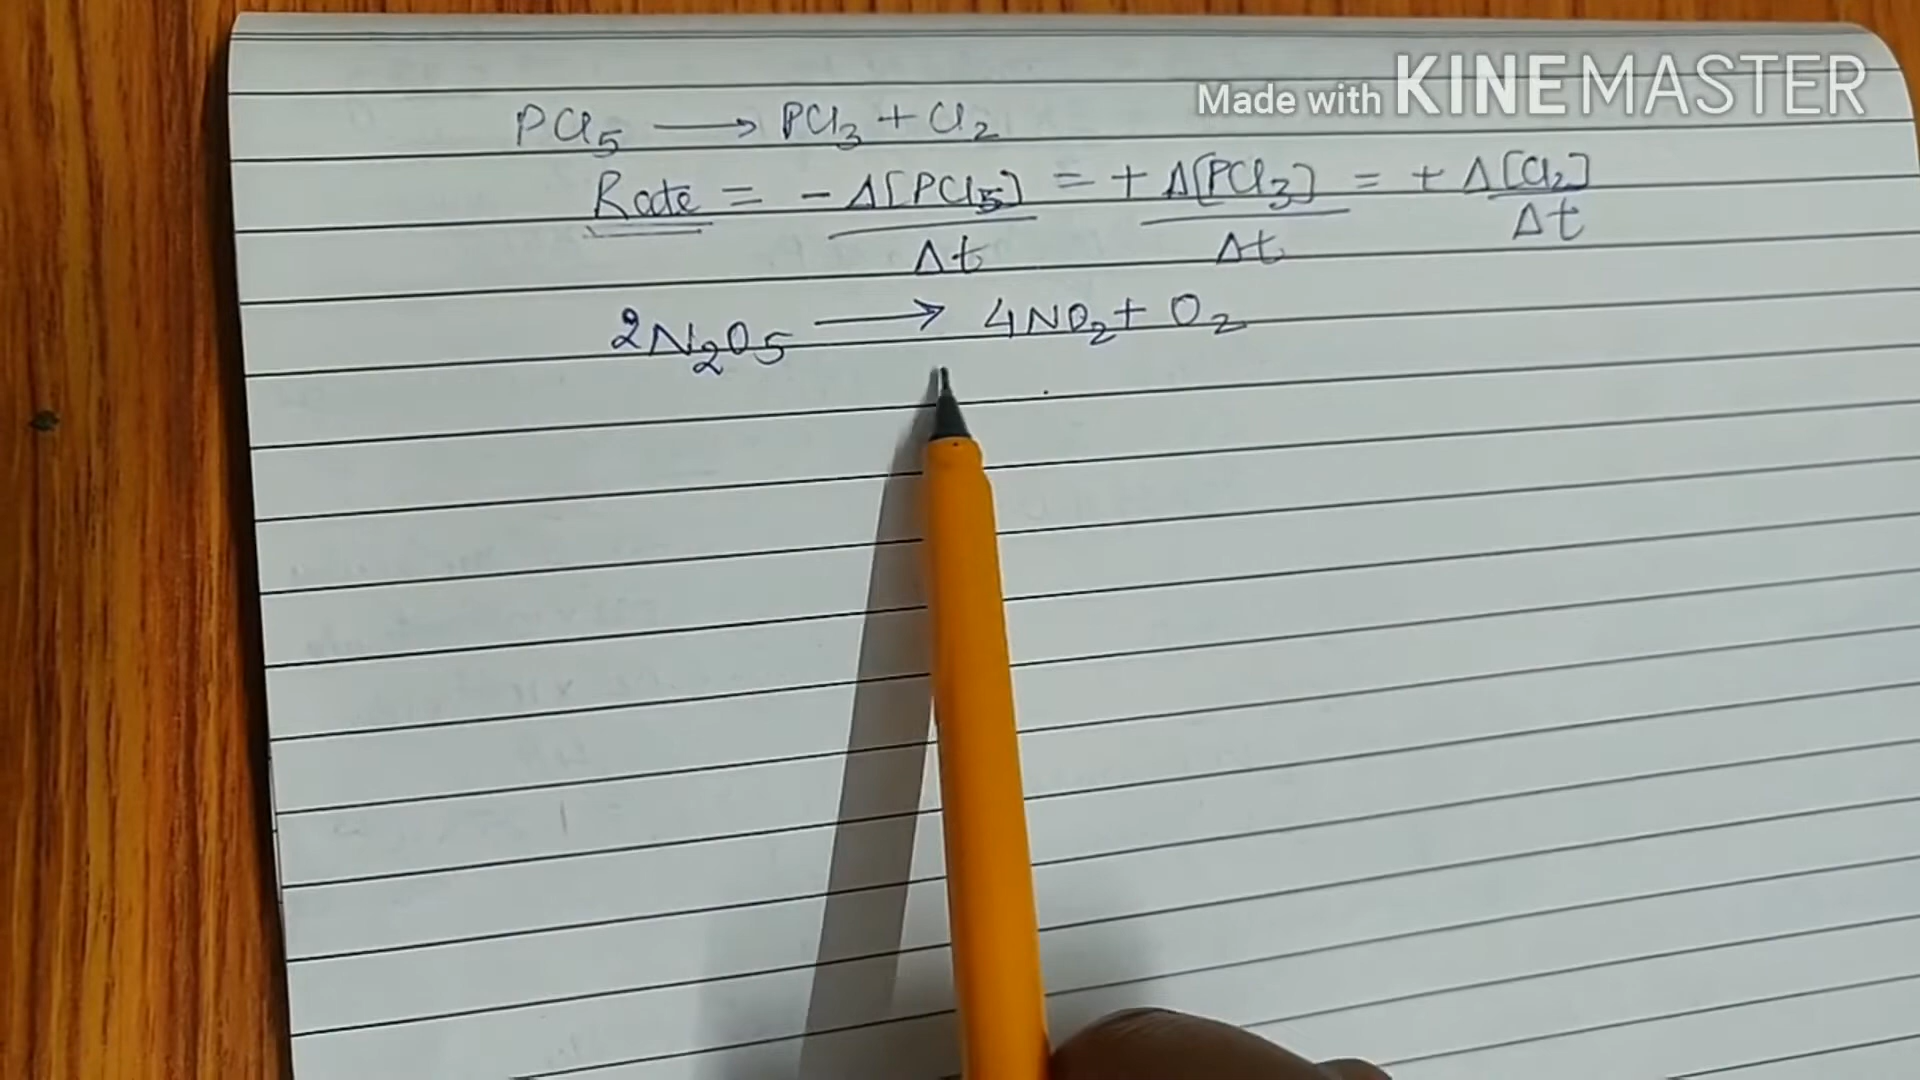 Made with KINEMASTER
PCl5 ⟶ PCl3 + Cl2
Rate = - Δ[PCl5]/Δt = + Δ[PCl3]/Δt = + Δ[Cl2]/Δt
2N2O5 ⟶ 4NO2 + O2